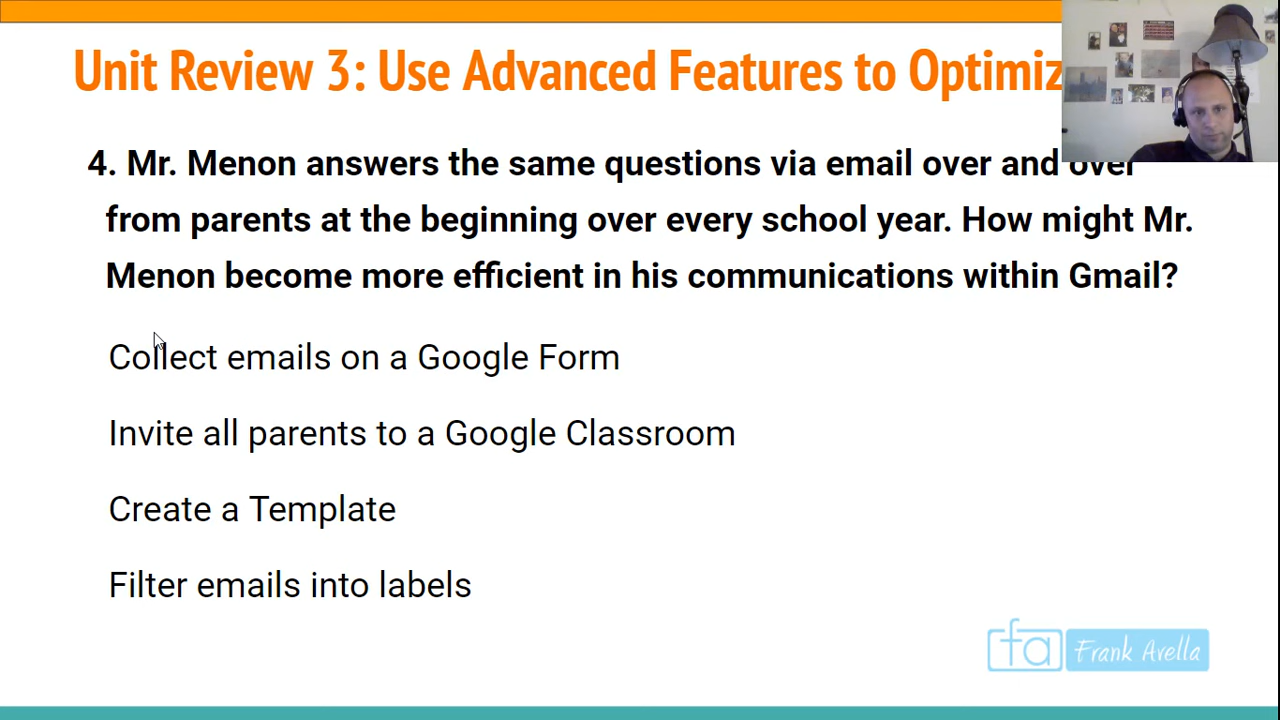 Unit Review 3: Use Advanced Features to Optimiz
4. Mr. Menon answers the same questions via email over and over
from parents at the beginning over every school year. How might Mr.
Menon become more efficient in his communications within Gmail?
Collect emails on a Google Form
Invite all parents to a Google Classroom
Create a Template
Filter emails into labels
fa Frank Avella